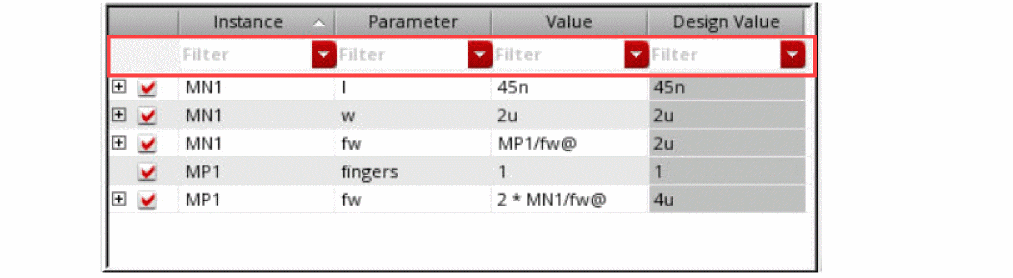 Instance Parameter Value Design Value
Filter Filter Filter Filter
MN1 l 45n 45n
MN1 w 2u 2u
MN1 fw MP1/fw@ 2u
MP1 fingers 1 1
MP1 fw 2 * MN1/fw@ 4u